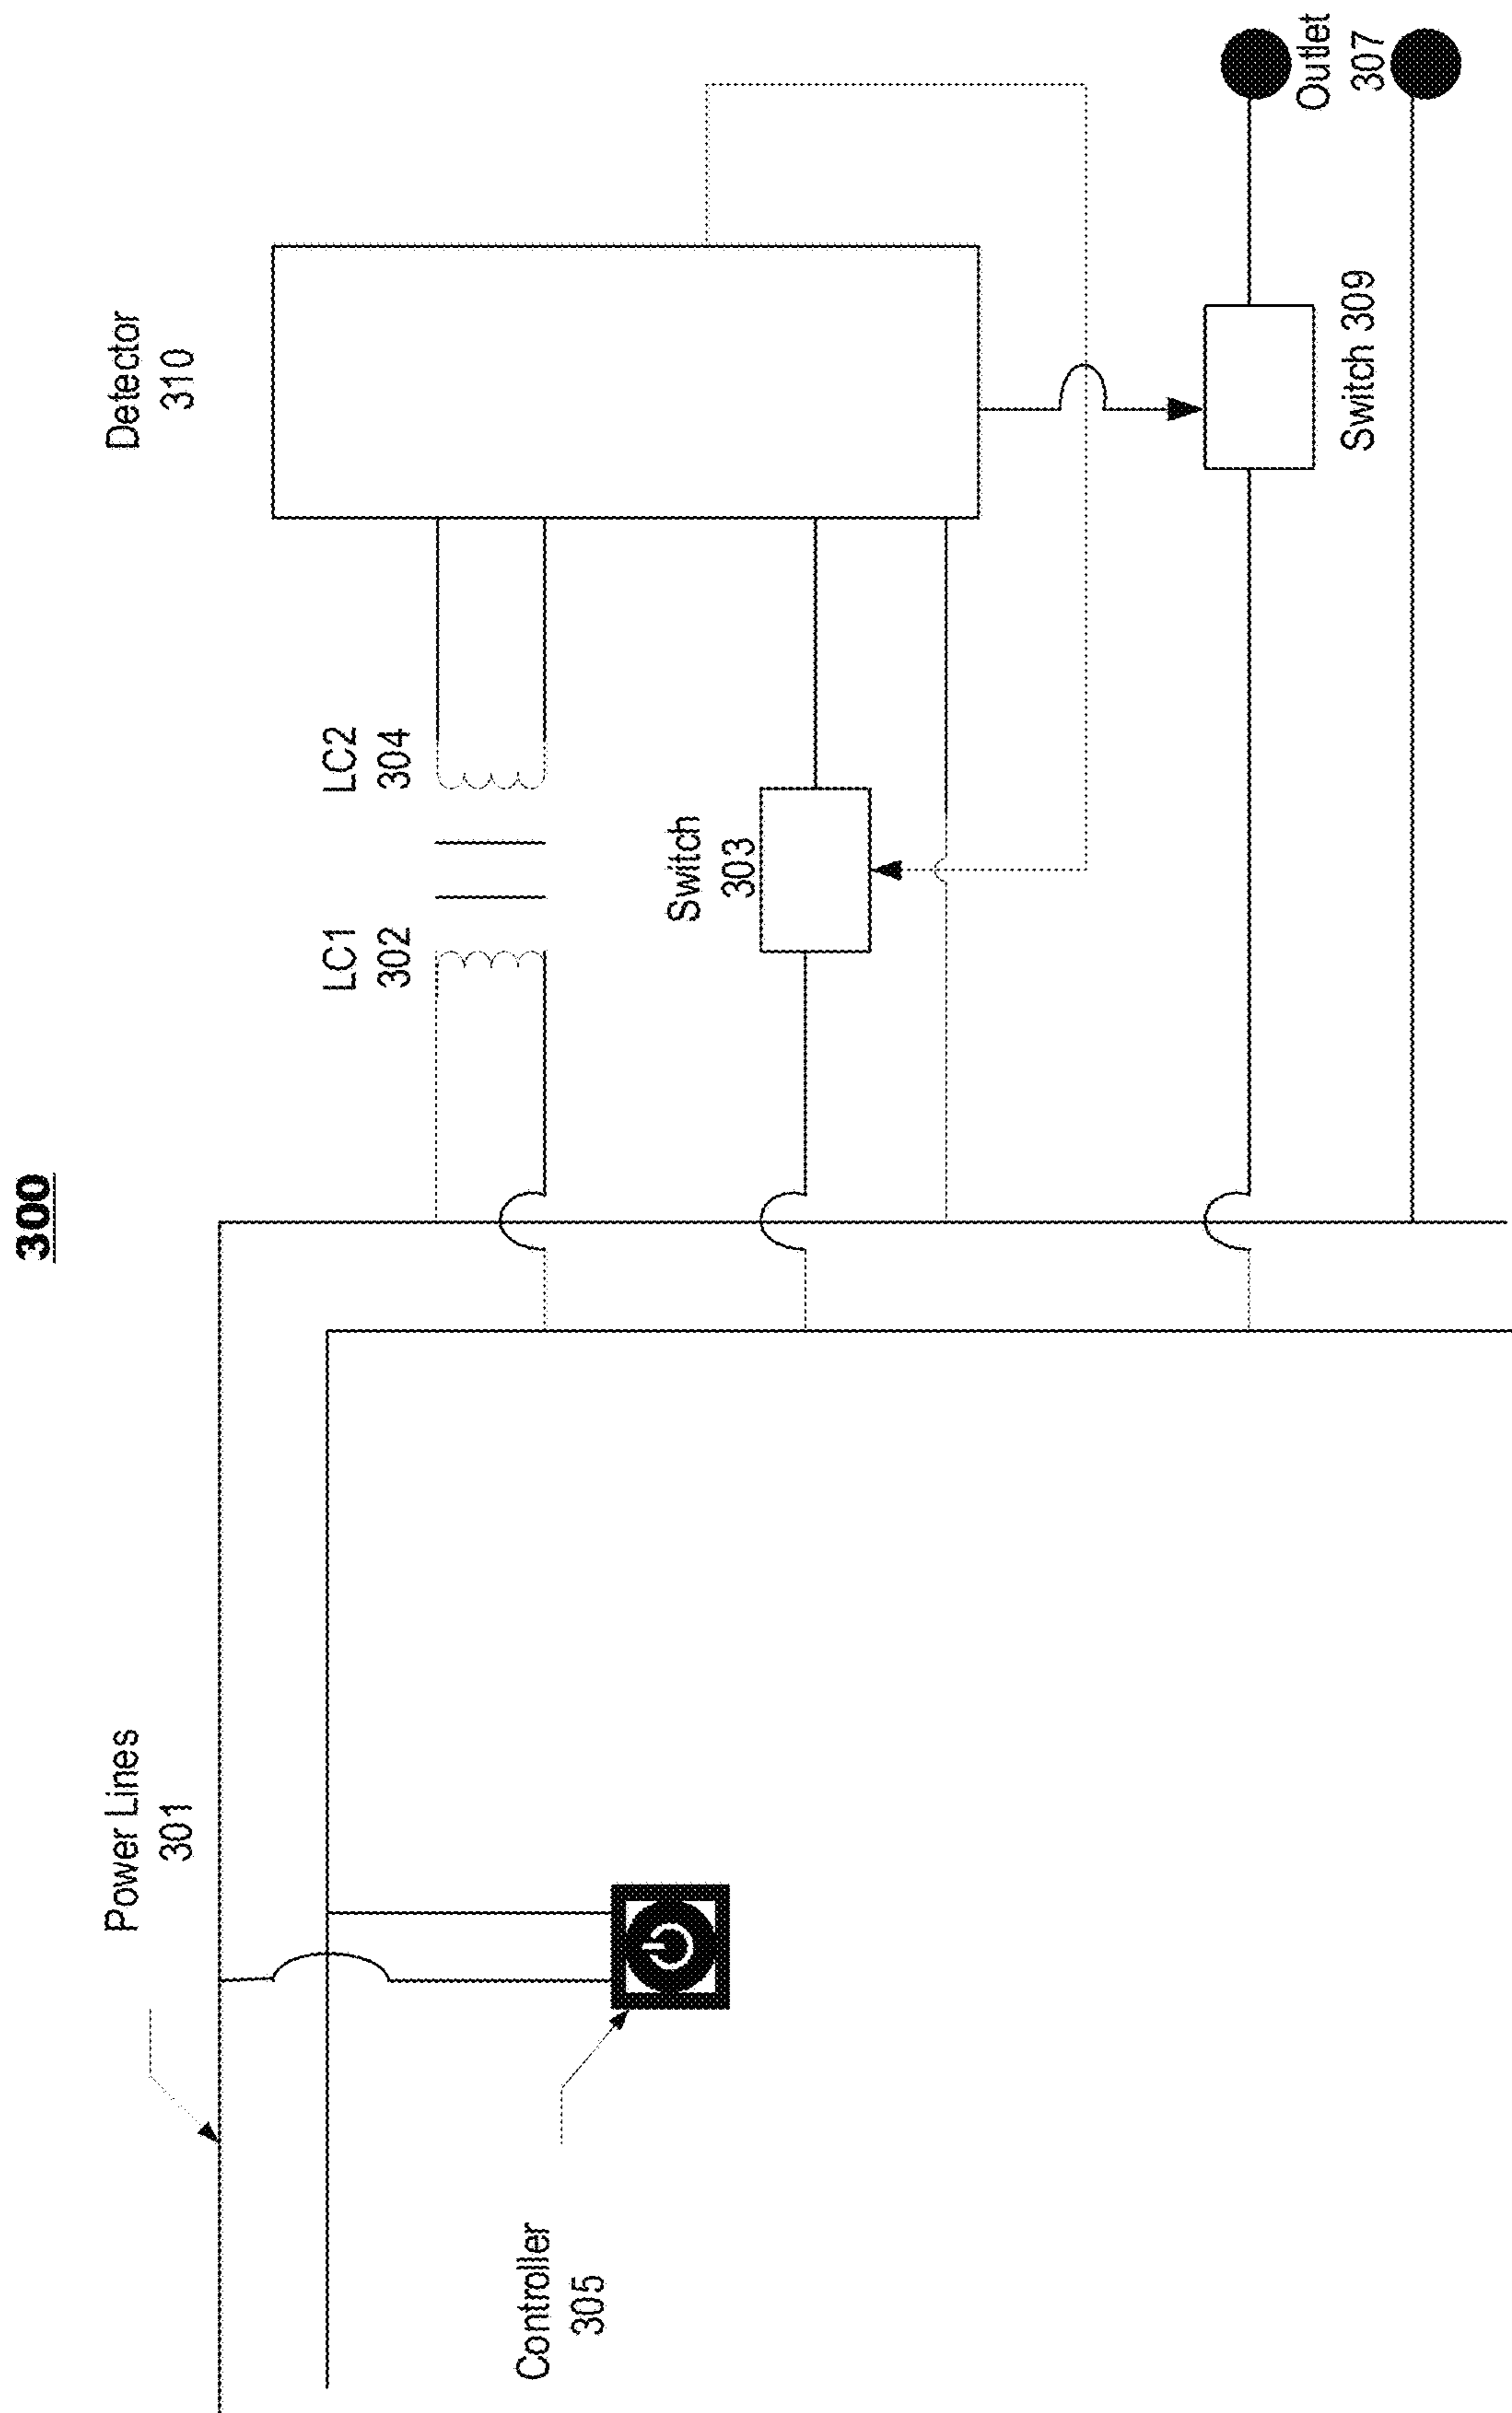 300
Power Lines
301
Controller
305
LC1
302
LC2
304
Switch
303
Detector
310
Switch 309
Outlet
307